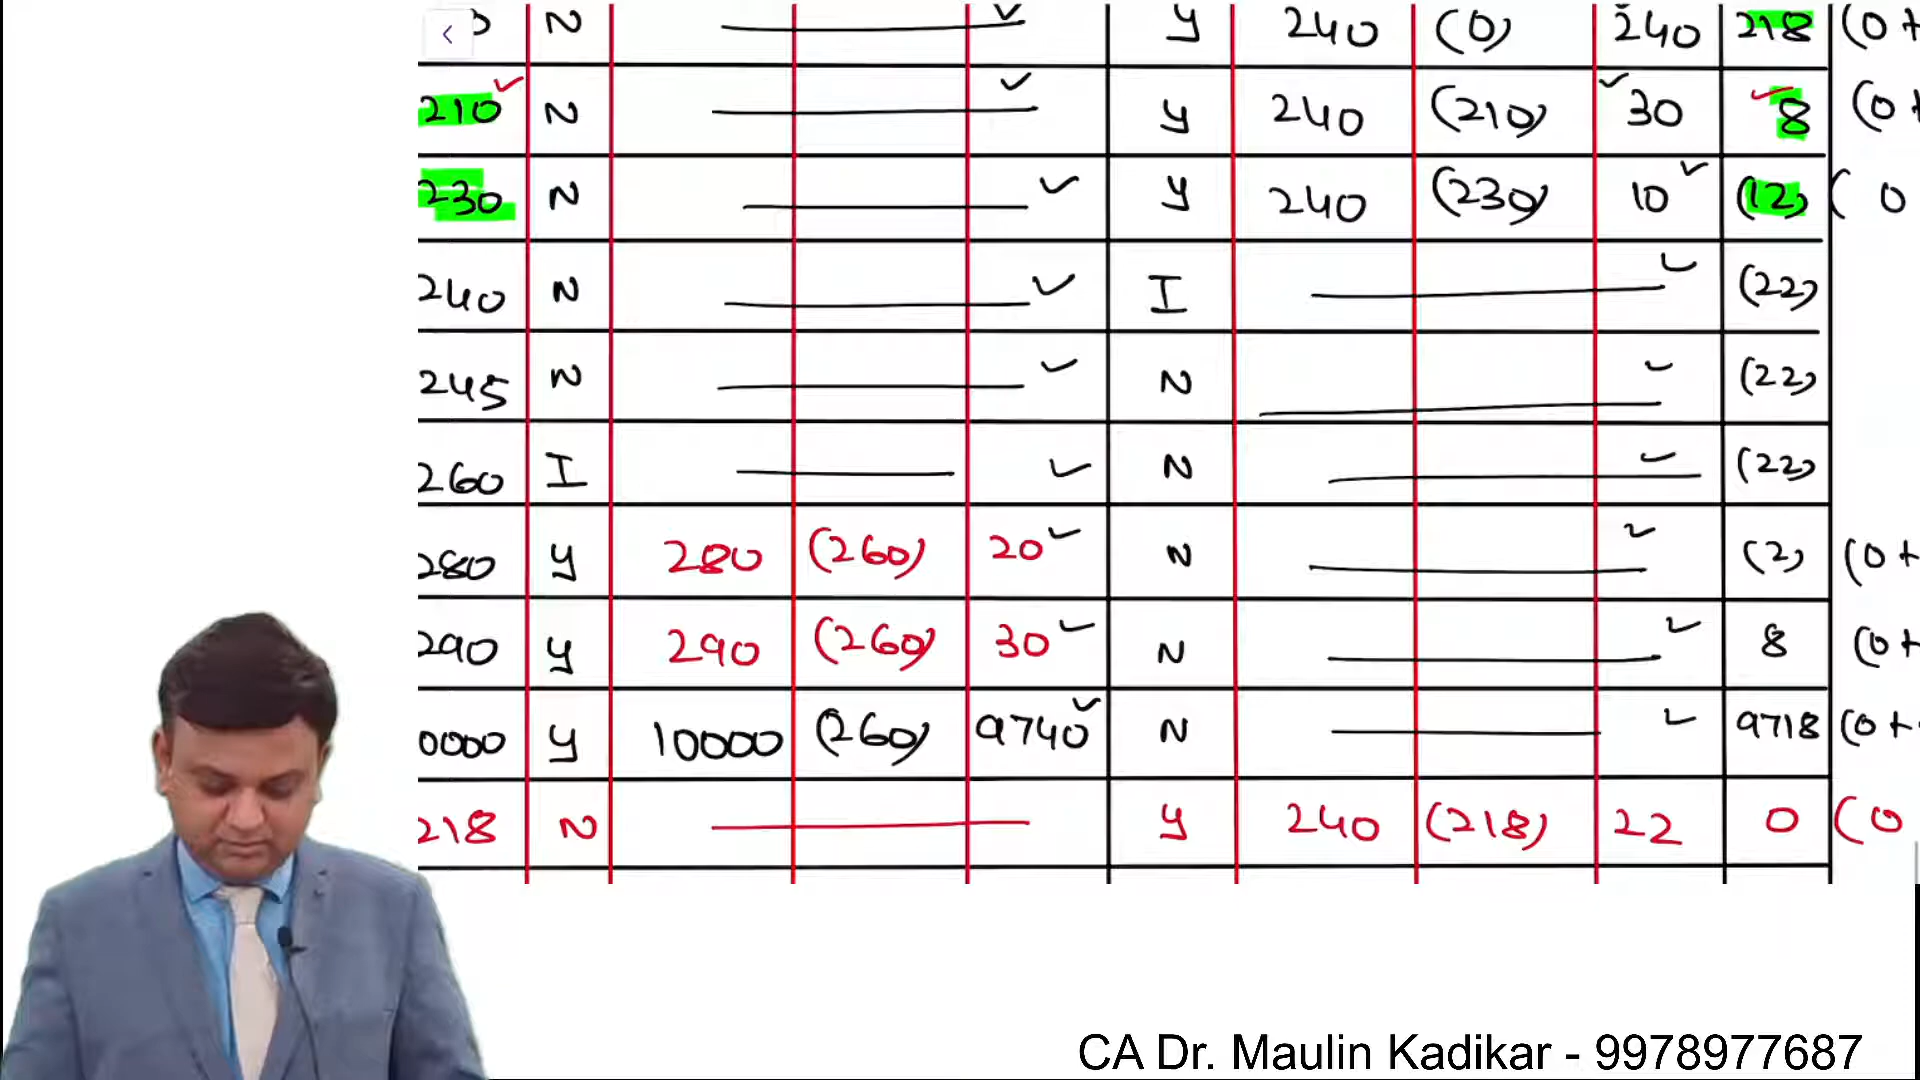 0 N y 240 (0) 240 218 (0+
210 N y 240 (210) 30 8 (0+
230 N y 240 (230) 10 (12) ( 0
240 N I (22)
245 N N (22)
260 I N (22)
280 y 280 (260) 20 N (2) (0+
290 y 290 (260) 30 N 8 (0+
0000 y 10000 (260) 9740 N 9718 (0+
218 N y 240 (218) 22 0 (0
CA Dr. Maulin Kadikar - 9978977687